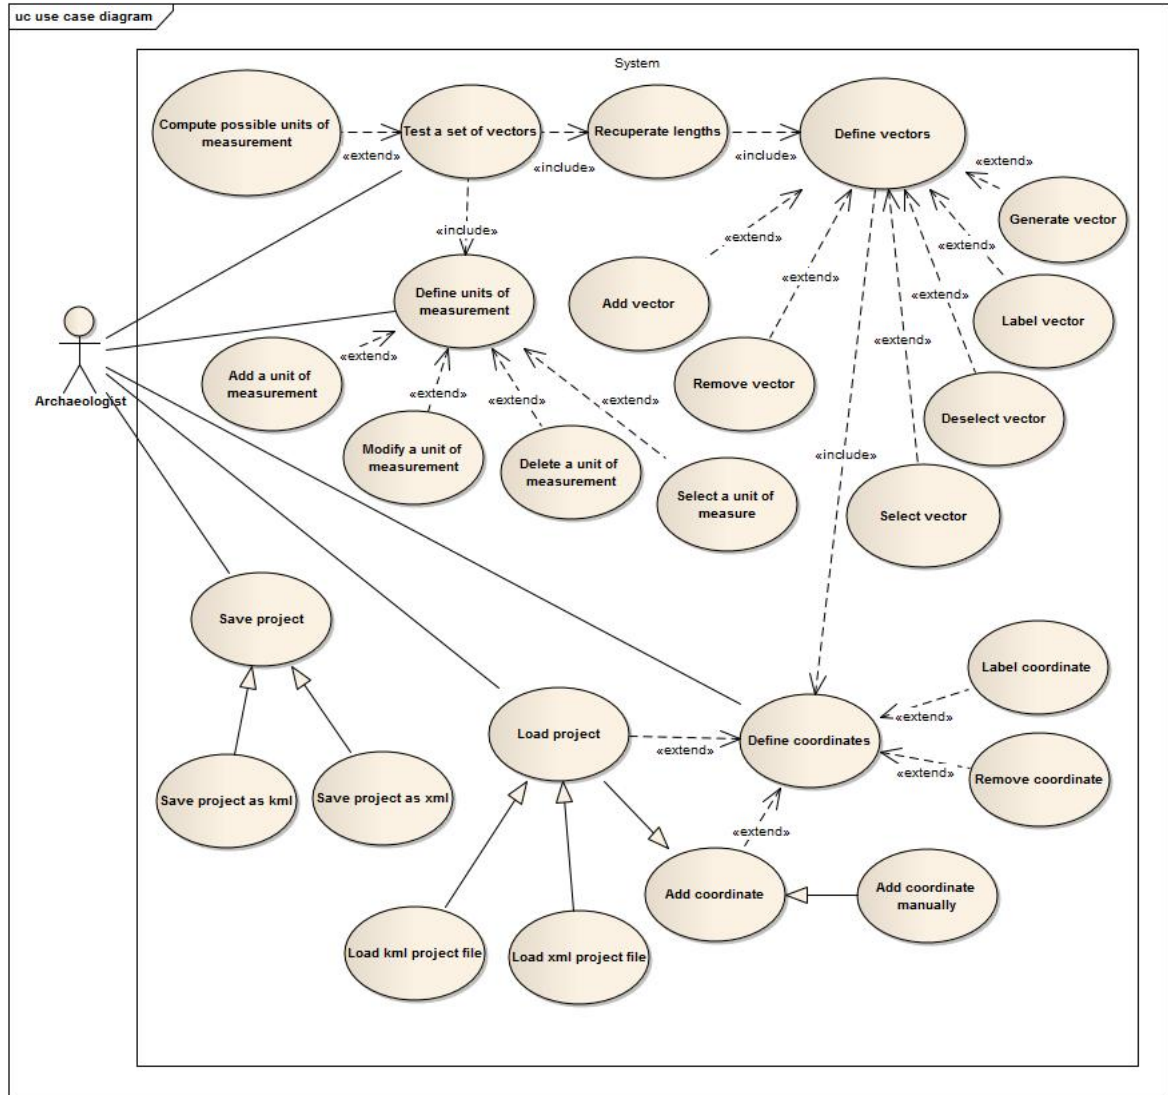 uc use case diagram
System
Compute possible units of
measurement
«extend»
Test a set of vectors
«include»
Recuperate lengths
«include»
Define vectors
«extend»
Generate vector
«include»
«extend»
«extend»
«extend»
Define units of
measurement
Add vector
«extend»
Label vector
Archaeologist
«extend»
«extend»
Add a unit of
measurement
«extend»
«extend»
«extend»
Remove vector
Deselect vector
Modify a unit of
measurement
Delete a unit of
measurement
«include»
Select a unit of
measure
Select vector
Save project
Label coordinate
«extend»
Load project
«extend»
Define coordinates
«extend»
Remove coordinate
Save project as kml
Save project as xml
«extend»
Add coordinate
Add coordinate
manually
Load kml project file
Load xml project file